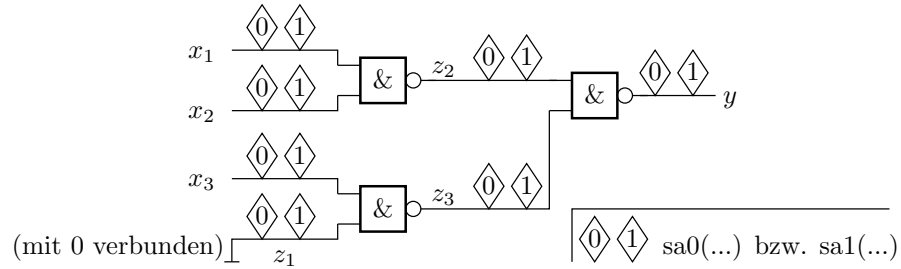 0 1
x1
& z2 0 1
0 1
x2
& 0 1 y
0 1
x3
& z3 0 1
0 1
(mit 0 verbunden) z1
0 1 sa0(...) bzw. sa1(...)